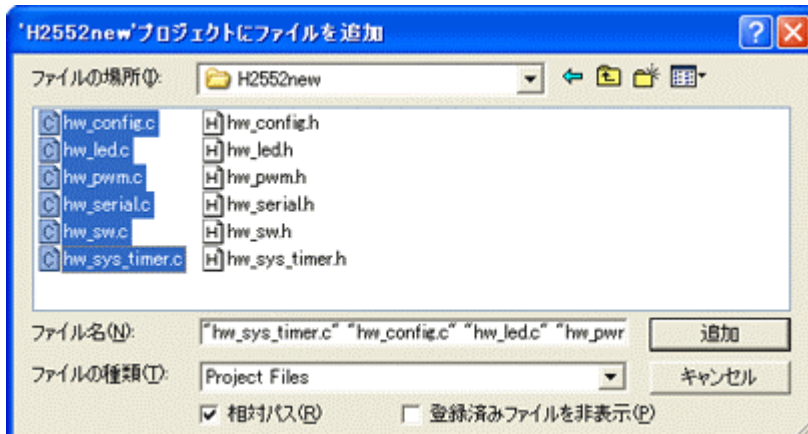 'H2552new'プロジェクトにファイルを追加
ファイルの場所(I):
H2552new
hw_config.c
hw_led.c
hw_pwm.c
hw_serial.c
hw_sw.c
hw_sys_timer.c
hw_config.h
hw_led.h
hw_pwm.h
hw_serial.h
hw_sw.h
hw_sys_timer.h
ファイル名(N): "hw_sys_timer.c" "hw_config.c" "hw_led.c" "hw_pwr 追加
ファイルの種類(T): Project Files キャンセル
相対パス(R) 登録済みファイルを非表示(P)